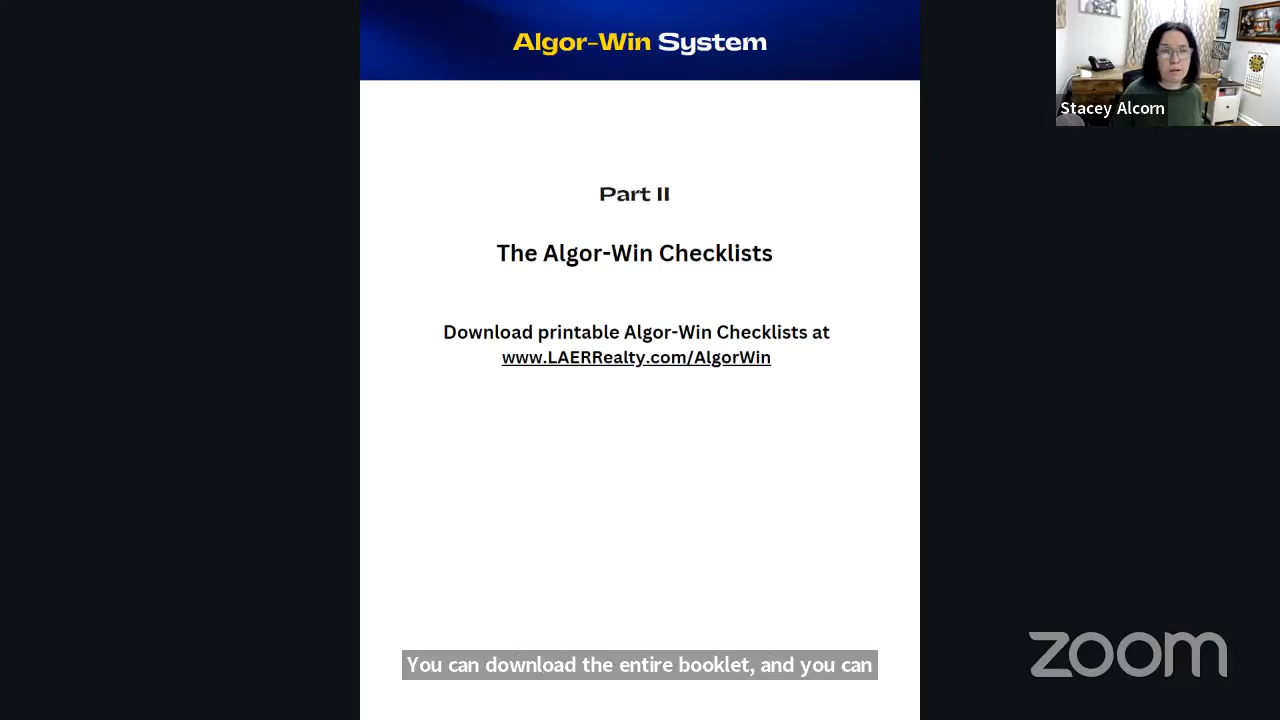 Algor-Win System
Stacey Alcorn
Part II
The Algor-Win Checklists
Download printable Algor-Win Checklists at
www.LAERRealty.com/AlgorWin
You can download the entire booklet, and you can
zoom